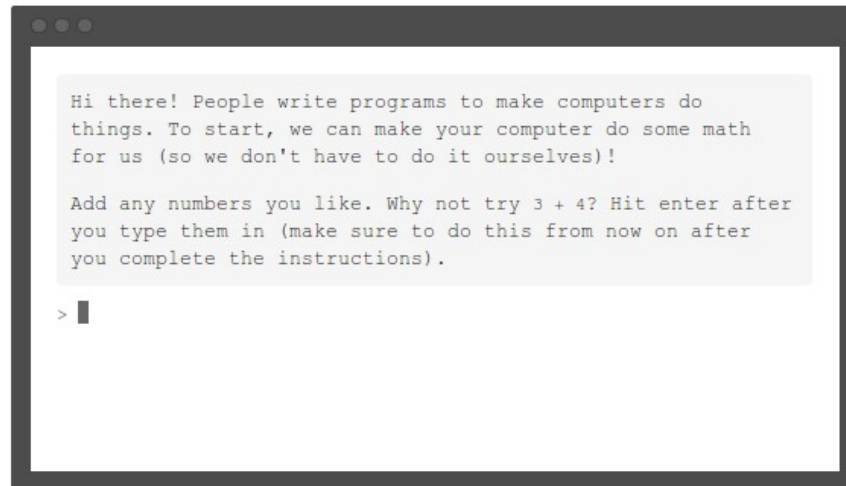 Hi there! People write programs to make computers do
things. To start, we can make your computer do some math
for us (so we don't have to do it ourselves)!
Add any numbers you like. Why not try 3 + 4? Hit enter after
you type them in (make sure to do this from now on after
you complete the instructions).
>